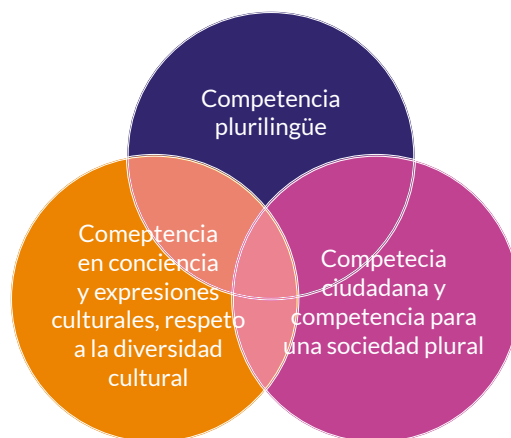 Competencia
plurilingüe
Comeptencia
en conciencia
y expresiones
culturales, respeto
a la diversidad
cultural
Competecia
ciudadana y
competencia para
una sociedad plural